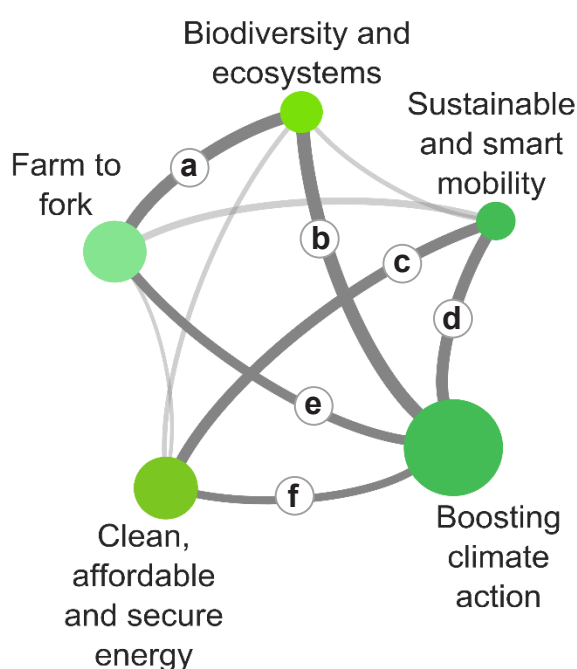 Biodiversity and
ecosystems
Sustainable
and smart
mobility
Farm to
fork
a
b
c
d
e
f
Clean,
affordable
and secure
energy
Boosting
climate
action